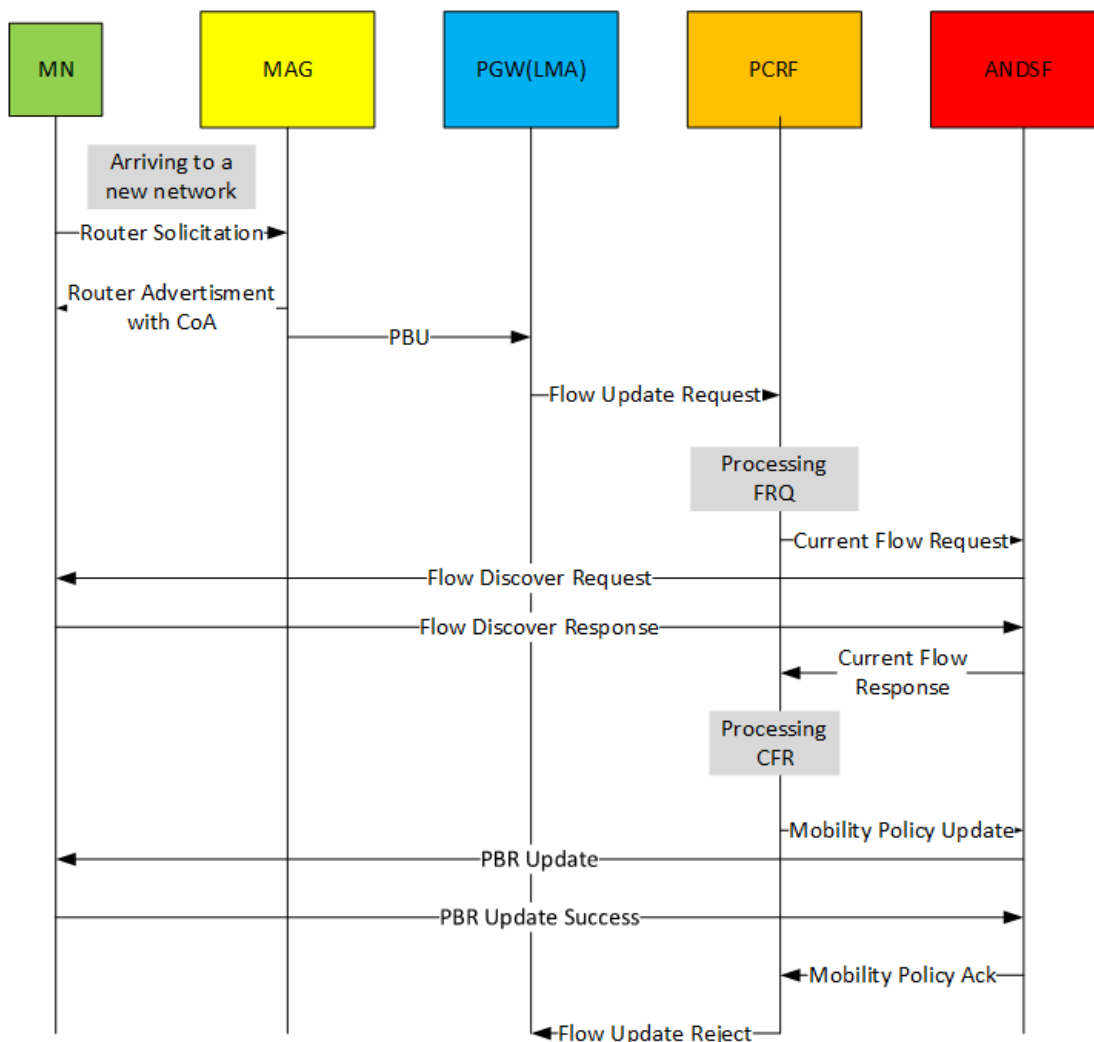 MN
MAG
PGW(LMA)
PCRF
ANDSF
Arriving to a
new network
Router Solicitation
Router Advertisment
with CoA
PBU
Flow Update Request
Processing
FRQ
Current Flow Request
Flow Discover Request
Flow Discover Response
Current Flow
Response
Processing
CFR
Mobility Policy Update
PBR Update
PBR Update Success
Mobility Policy Ack
Flow Update Reject